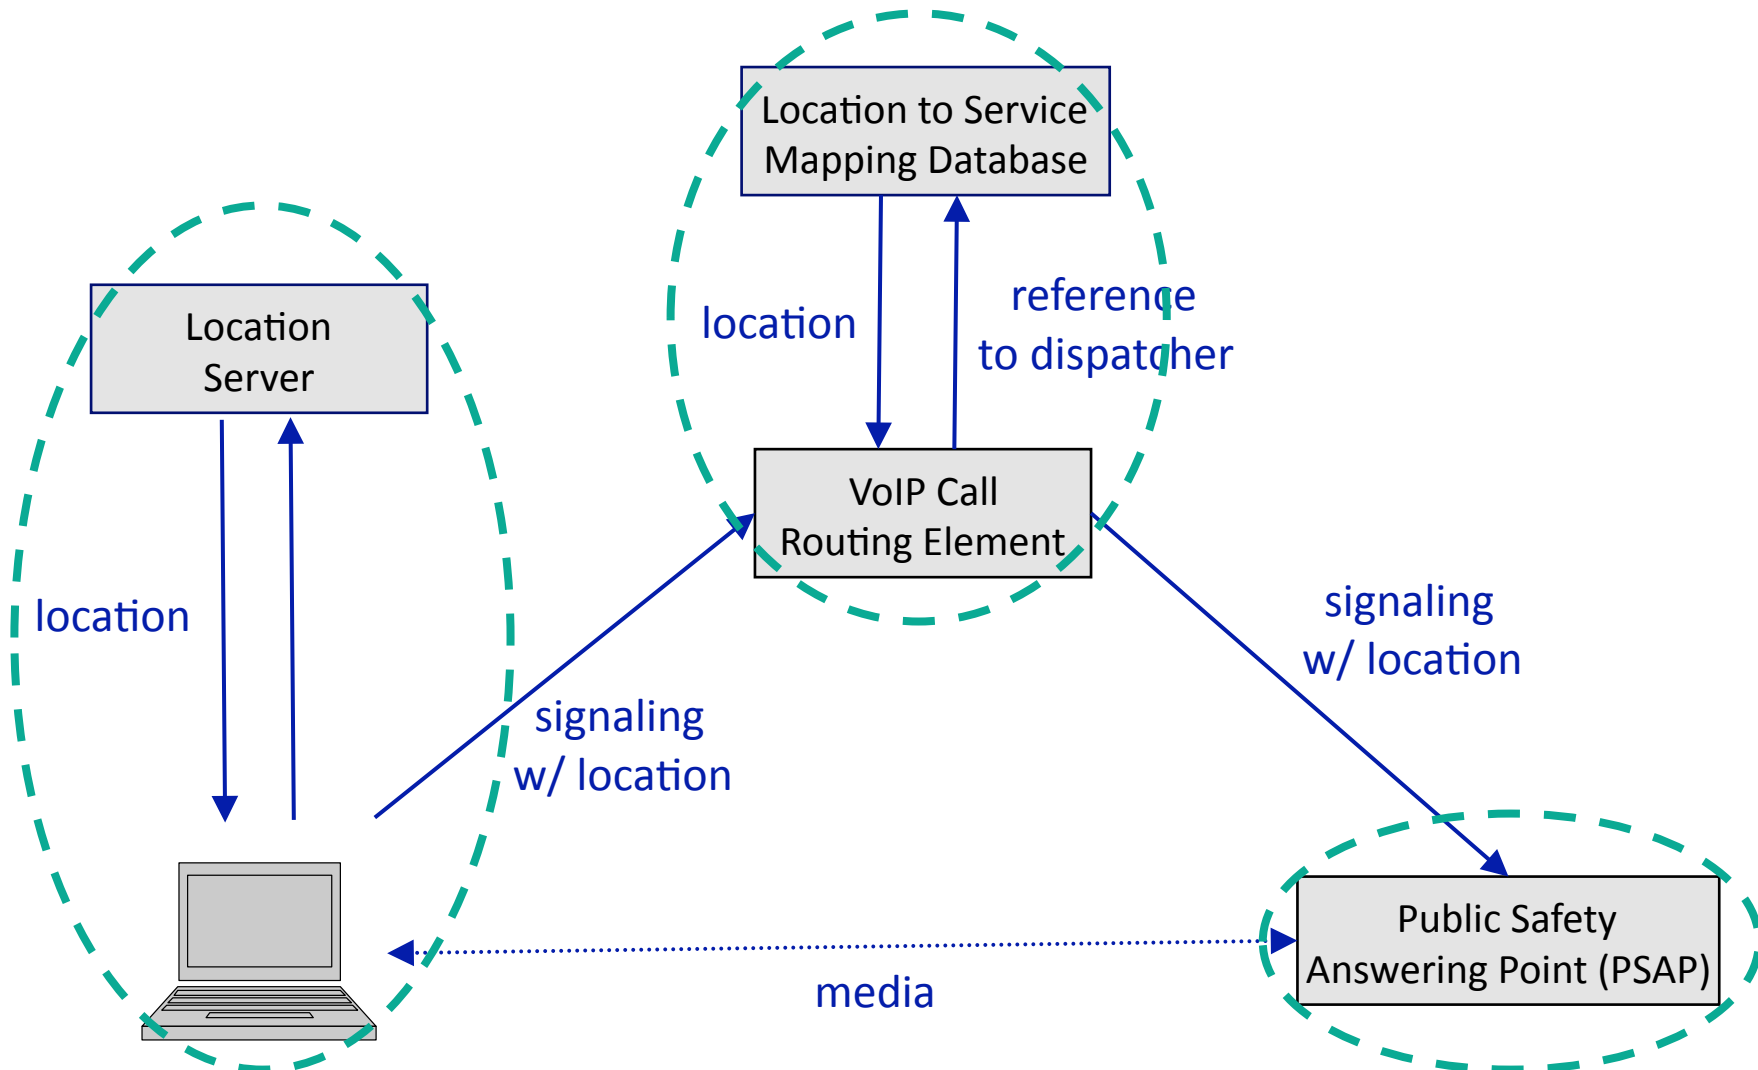 Location to Service
Mapping Database
Location
Server
location
reference
to dispatcher
VoIP Call
Routing Element
location
signaling
w/ location
signaling
w/ location
Public Safety
Answering Point (PSAP)
media